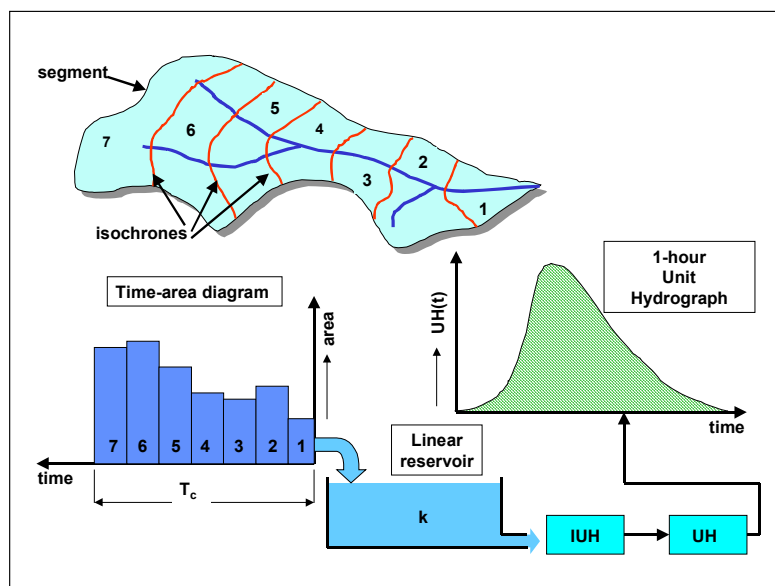 segment
5
4
6
7
2
3
1
isochrones
1-hour
Unit
Hydrograph
Time-area diagram
area
UH(t)
7 6 5 4 3 2 1
time
Linear
reservoir
time
Tc
k
IUH
UH